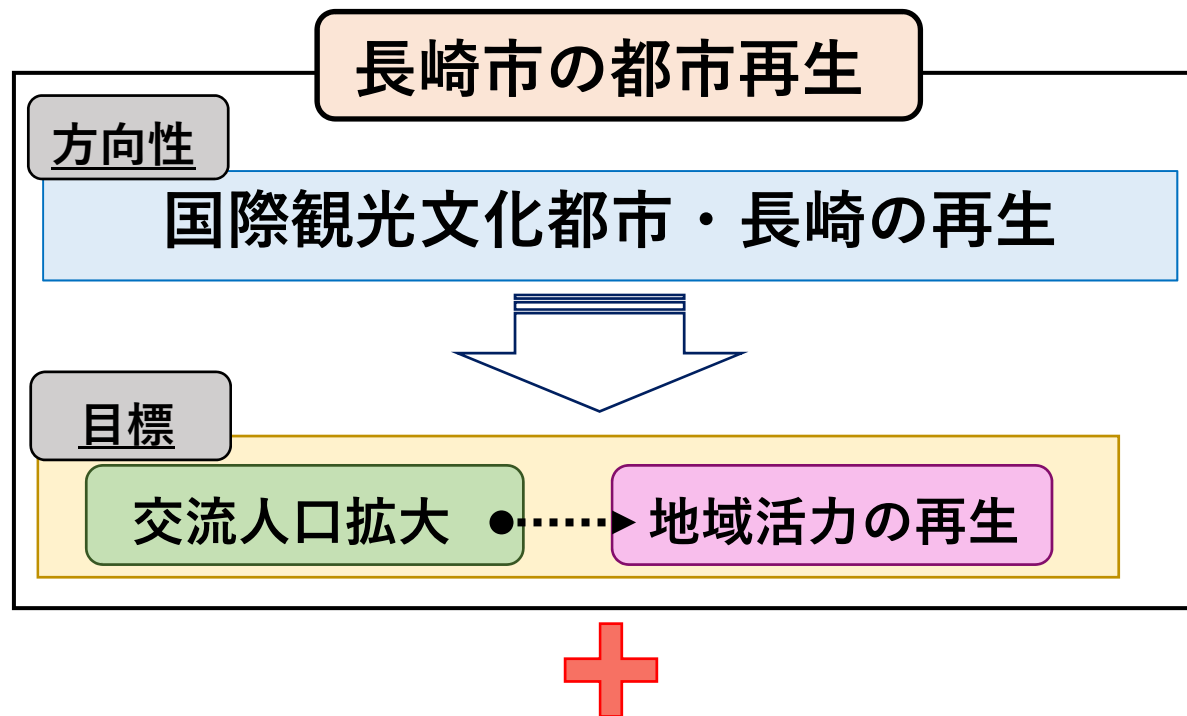 長崎市の都市再生
方向性
国際観光文化都市・長崎の再生
目標
交流人口拡大
地域活力の再生